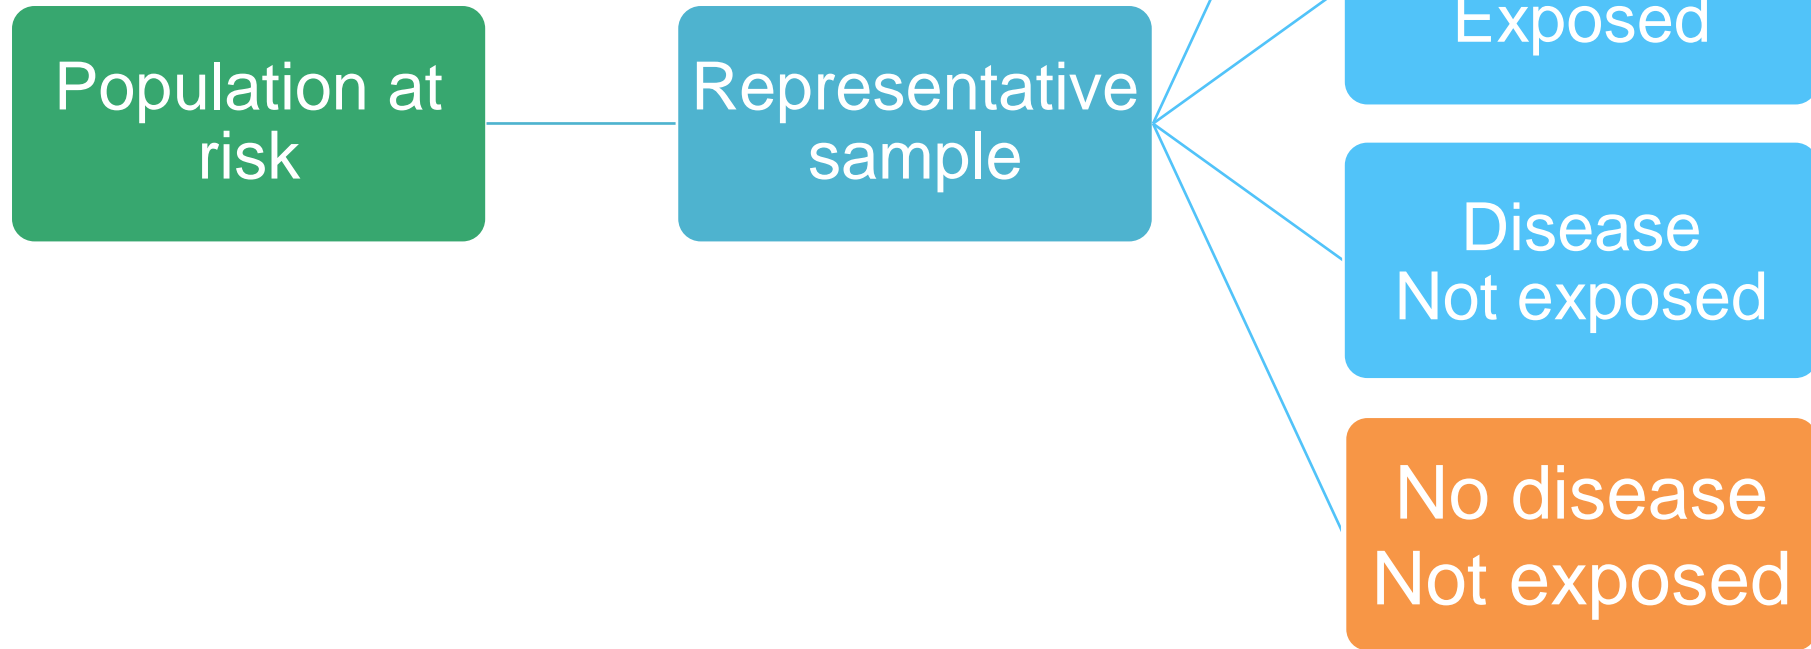 Population at
risk
Representative
sample
Exposed
Disease
Not exposed
No disease
Not exposed